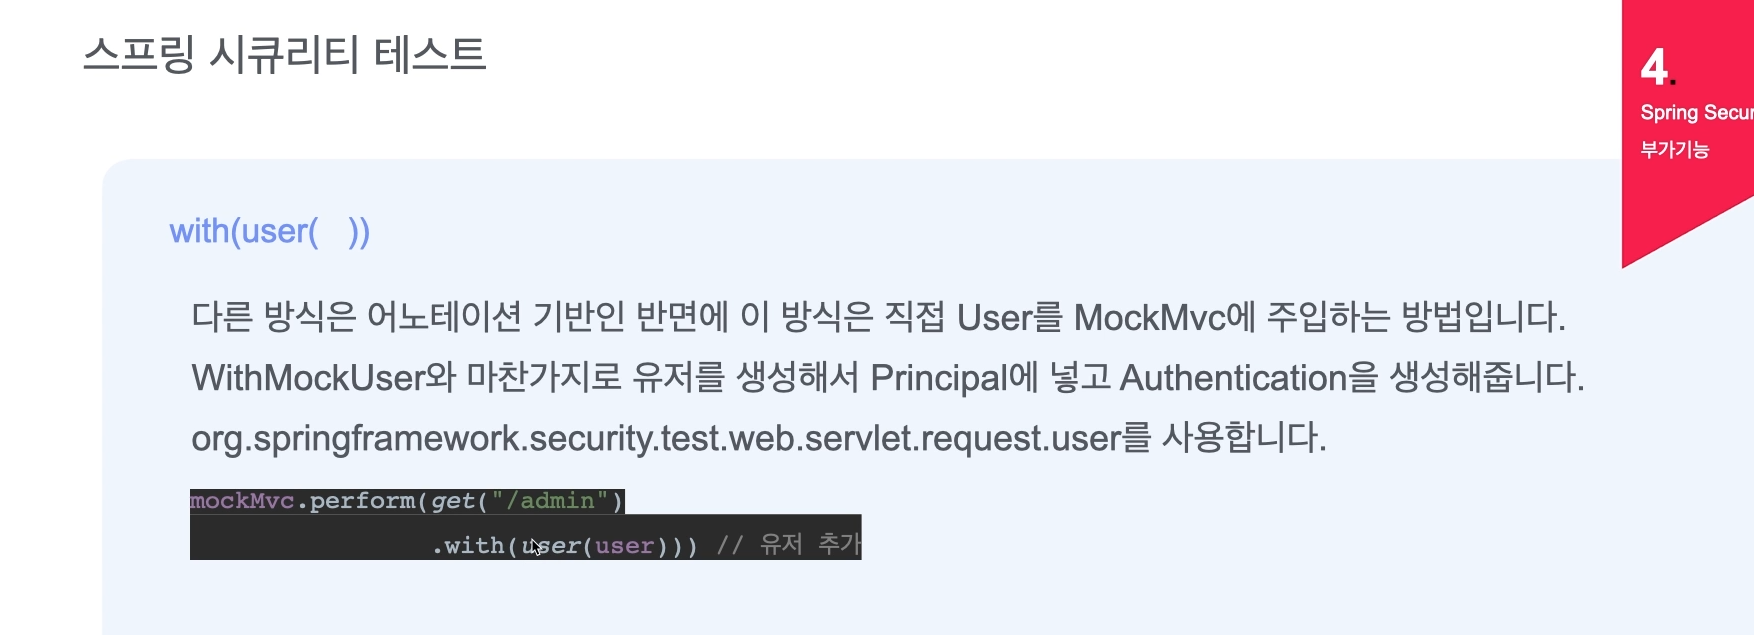 스프링 시큐리티 테스트
4.
Spring Secur
부가기능
with(user( ))
다른 방식은 어노테이션 기반인 반면에 이 방식은 직접 User를 MockMvc에 주입하는 방법입니다.
WithMockUser와 마찬가지로 유저를 생성해서 Principal에 넣고 Authentication을 생성해줍니다.
org.springframework.security.test.web.servlet.request.user를 사용합니다.
mockMvc.perform(get("/admin")
.with(user(user))) // 유저 추가